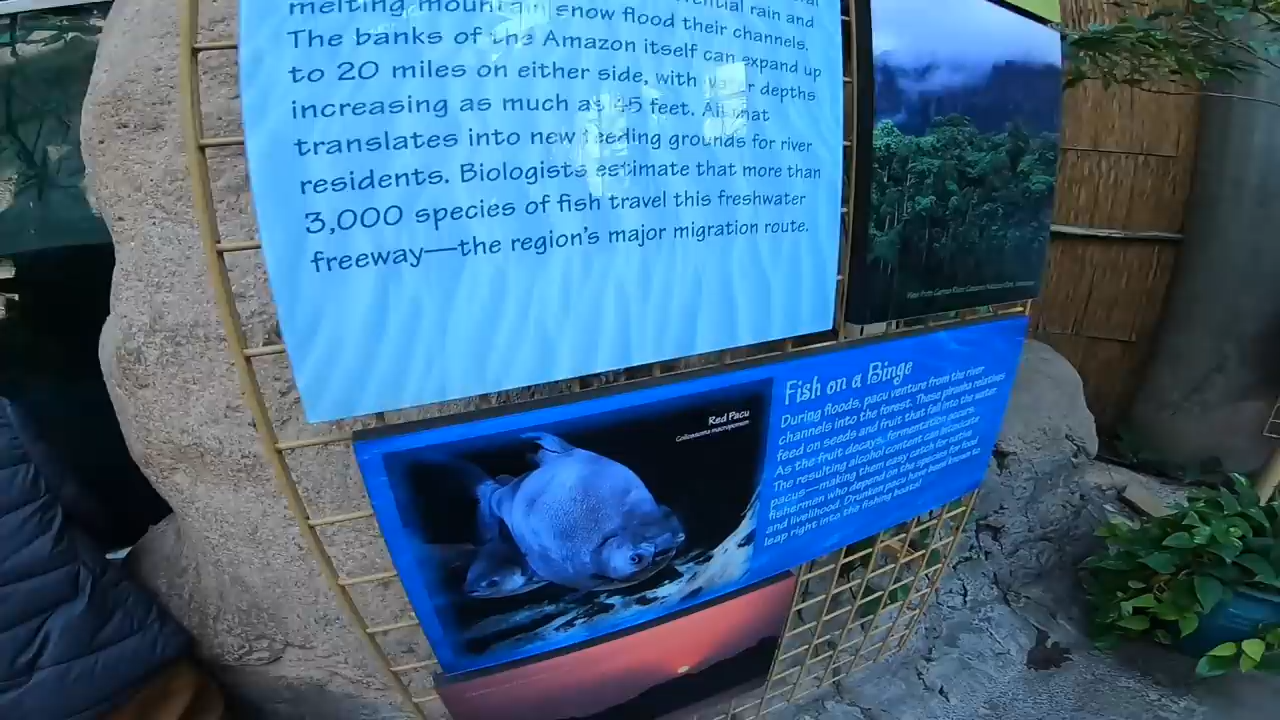 melting mountain snow flood their channels.
rain and
The banks of the Amazon itself can expand up
to 20 miles on either side, with water depths
increasing as much as 45 feet. All that
translates into new feeding grounds for river
residents. Biologists estimate that more than
3,000 species of fish travel this freshwater
freeway—the region's major migration route.
Red Pacu
Colossoma macropomum
Fish on a Binge
During floods, pacu venture from the river
channels into the forest. These piranha relatives
feed on seeds and fruit that fall into the water.
As the fruit decays, fermentation occurs.
The resulting alcohol content can intoxicate
pacus—making them easy catch for native
fishermen who depend on the species for food
and livelihood. Drunken pacu have been known to
leap right into the fishing boats!